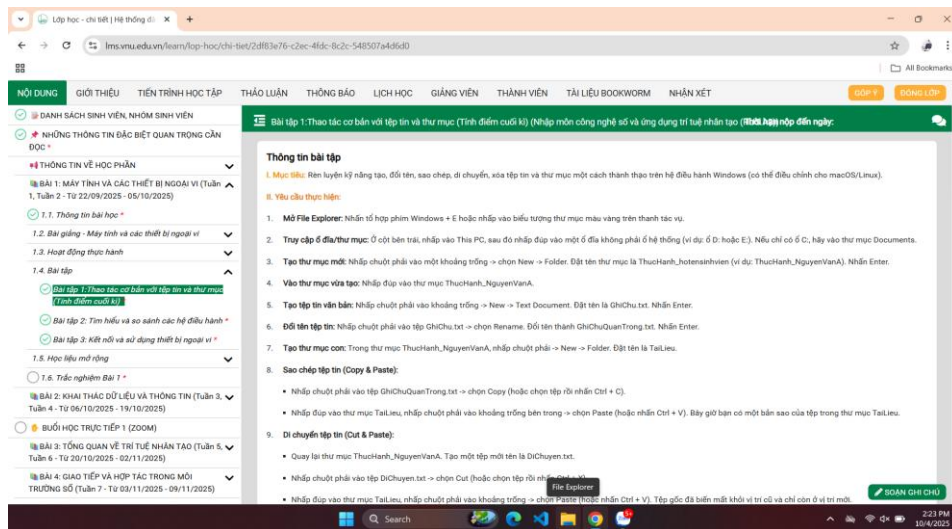 Lớp học - chi tiết | Hệ thống đà
lms.vnu.edu.vn/learn/lop-hoc/chi-tiet/2df83e76-c2ec-4fdc-8c2c-548507a4d6d0
All Bookmarks
NỘI DUNG
GIỚI THIỆU
TIẾN TRÌNH HỌC TẬP
THẢO LUẬN
THÔNG BÁO
LỊCH HỌC
GIẢNG VIÊN
THÀNH VIÊN
TÀI LIỆU BOOKWORM
NHẬN XÉT
GÓP Ý
ĐÓNG LỚP
DANH SÁCH SINH VIÊN, NHÓM SINH VIÊN
NHỮNG THÔNG TIN ĐẶC BIỆT QUAN TRỌNG CẦN
ĐỌC *
THÔNG TIN VỀ HỌC PHẦN
BÀI 1: MÁY TÍNH VÀ CÁC THIẾT BỊ NGOẠI VI (Tuần
1, Tuần 2 - Từ 22/09/2025 - 05/10/2025)
1.1. Thông tin bài học *
1.2. Bài giảng - Máy tính và các thiết bị ngoại vi
1.3. Hoạt động thực hành
1.4. Bài tập
Bài tập 1:Thao tác cơ bản với tệp tin và thư mục
(Tính điểm cuối kì)
Bài tập 2: Tìm hiểu và so sánh các hệ điều hành *
Bài tập 3: Kết nối và sử dụng thiết bị ngoại vi *
1.5. Học liệu mở rộng
1.6. Trắc nghiệm Bài 1 *
BÀI 2: KHAI THÁC DỮ LIỆU VÀ THÔNG TIN (Tuần 3,
Tuần 4 - Từ 06/10/2025 - 19/10/2025)
BUỔI HỌC TRỰC TIẾP 1 (ZOOM)
BÀI 3: TỔNG QUAN VỀ TRÍ TUỆ NHÂN TẠO (Tuần 5,
Tuần 6 - Từ 20/10/2025 - 02/11/2025)
BÀI 4: GIAO TIẾP VÀ HỢP TÁC TRONG MÔI
TRƯỜNG SỐ (Tuần 7 - Từ 03/11/2025 - 09/11/2025)
Bài tập 1:Thao tác cơ bản với tệp tin và thư mục (Tính điểm cuối kì) (Nhập môn công nghệ số và ứng dụng trí tuệ nhân tạo nộp đến ngày:
Thông tin bài tập
I. Mục tiêu: Rèn luyện kỹ năng tạo, đổi tên, sao chép, di chuyển, xóa tệp tin và thư mục một cách thành thạo trên hệ điều hành Windows (có thể điều chỉnh cho macOS/Linux).
II. Yêu cầu thực hiện:
1. Mở File Explorer: Nhấn tổ hợp phím Windows + E hoặc nhấp vào biểu tượng thư mục màu vàng trên thanh tác vụ.
2. Truy cập ổ đĩa/thư mục: Ở cột bên trái, nhấp vào This PC, sau đó nhấp đúp vào một ổ đĩa không phải ổ hệ thống (ví dụ: ổ D: hoặc E:). Nếu chỉ có ổ C:, hãy vào thư mục Documents.
3. Tạo thư mục mới: Nhấp chuột phải vào một khoảng trống -> chọn New -> Folder. Đặt tên thư mục là ThucHanh_hotensinhvien (ví dụ: ThucHanh_NguyenVanA). Nhấn Enter.
4. Vào thư mục vừa tạo: Nhấp đúp vào thư mục ThucHanh_NguyenVanA.
5. Tạo tệp tin văn bản: Nhấp chuột phải vào khoảng trống -> New -> Text Document. Đặt tên là GhiChu.txt. Nhấn Enter.
6. Đổi tên tệp tin: Nhấp chuột phải vào tệp GhiChu.txt -> chọn Rename. Đổi tên thành GhiChuQuanTrong.txt. Nhấn Enter.
7. Tạo thư mục con: Trong thư mục ThucHanh_NguyenVanA, nhấp chuột phải -> New -> Folder. Đặt tên là TaiLieu.
8. Sao chép tệp tin (Copy & Paste):
▪ Nhấp chuột phải vào tệp GhiChuQuanTrong.txt -> chọn Copy (hoặc chọn tệp rồi nhấn Ctrl + C).
▪ Nhấp đúp vào thư mục TaiLieu, nhấp chuột phải vào khoảng trống bên trong -> chọn Paste (hoặc nhấn Ctrl + V). Bây giờ bạn có một bản sao của tệp trong thư mục TaiLieu.
9. Di chuyển tệp tin (Cut & Paste):
▪ Quay lại thư mục ThucHanh_NguyenVanA. Tạo một tệp mới tên là DiChuyen.txt.
▪ Nhấp chuột phải vào tệp DiChuyen.txt -> chọn Cut (hoặc chọn tệp rồi nhấn Ctrl + X).
File Explorer
▪ Nhấp đúp vào thư mục TaiLieu, nhấp chuột phải vào khoảng trống -> chọn Paste (hoặc nhấn Ctrl + V). Tệp gốc đã biến mất khỏi vị trí cũ và chỉ còn ở vị trí mới.
SOẠN GHI CHÚ
Search
2:23 PM
10/4/2025